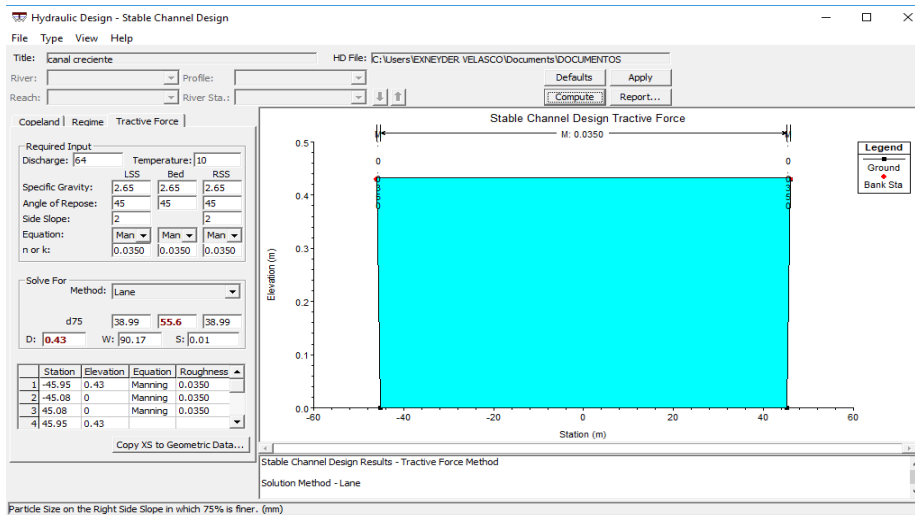 Hydraulic Design - Stable Channel Design
File Type View Help
Title: canal creciente HD File: C:\Users\EXNEYDER. VELASCO\Documents\DOCUMENTOS
River: Profile: Defaults Apply
Reach: River Sta.: Compute Report...
Copeland Regime Tractive Force
Required Input
Discharge: 64 Temperature: 10
LSS Bed RSS
Specific Gravity: 2.65 2.65 2.65
Angle of Repose: 45 45 45
Side Slope: 2 2
Equation: Man Man Man
n or k: 0.0350 0.0350 0.0350
Solve For
Method: Lane
d75 38.99 55.6 38.99
D: 0.43 W: 90.17 S: 0.01
Station Elevation Equation Roughness
1 -45.95 0.43 Manning 0.0350
2 -45.08 0 Manning 0.0350
3 45.08 0 Manning 0.0350
4 45.95 0.43
Copy XS to Geometric Data...
Stable Channel Design Tractive Force
M: 0.0350
Legend
Ground
Bank Sta
Elevation (m)
0.5
0.4
0.3
0.2
0.1
0.0
-60 -40 -20 0 20 40 60
Station (m)
Stable Channel Design Results - Tractive Force Method
Solution Method - Lane
Particle Size on the Right Side Slope in which 75% is finer. (mm)